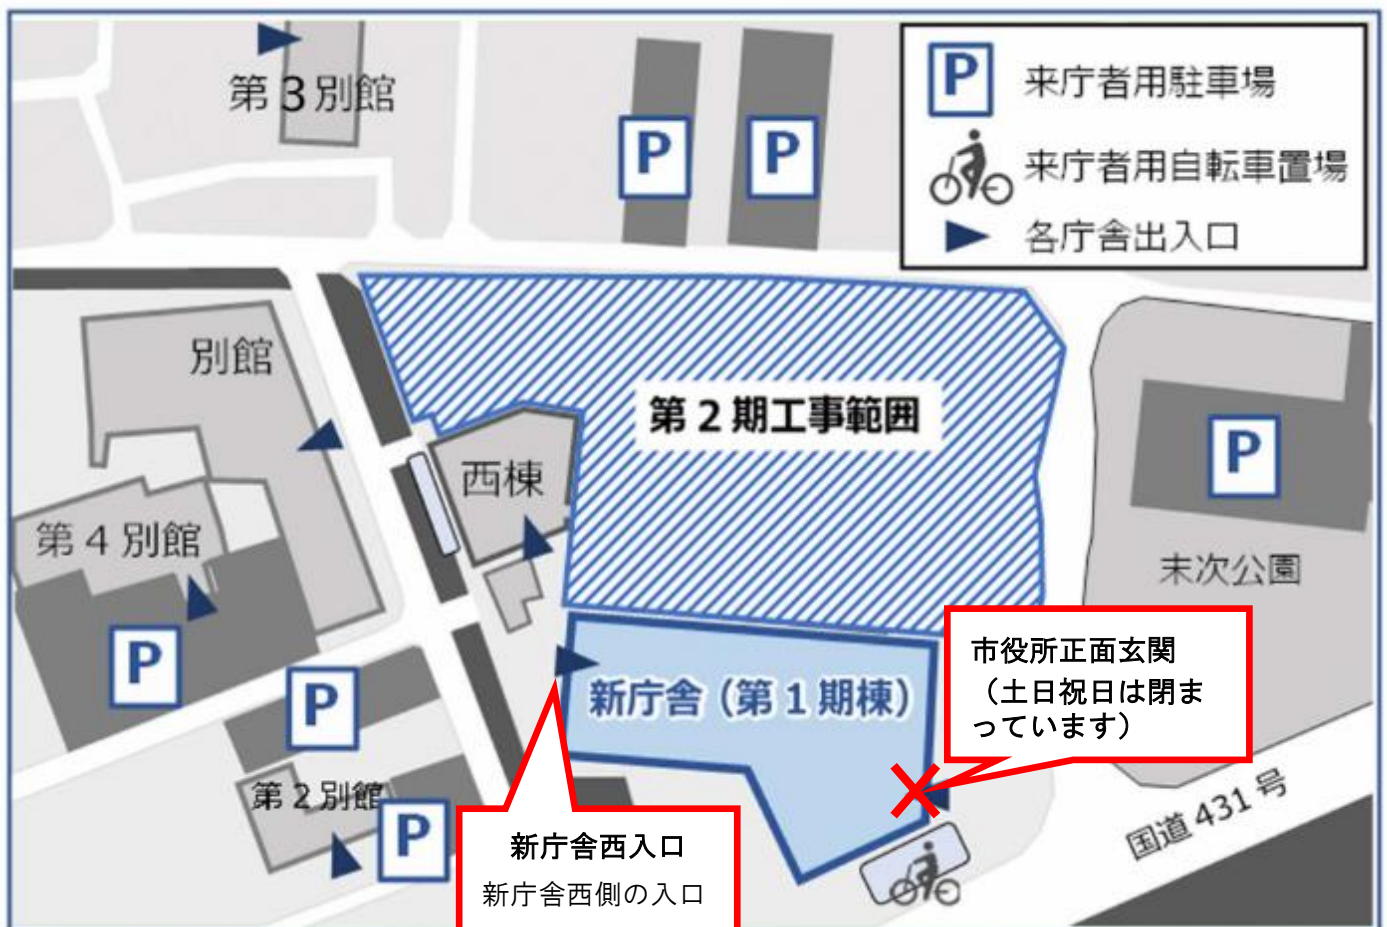 第３別館
P
P
P 来庁者用駐車場
来庁者用自転車置場
各庁舎出入口
別館
第２期工事範囲
西棟
P
第４別館
末次公園
P
市役所正面玄関
（土日祝日は閉ま
っています）
新庁舎（第１期棟）
P
第２別館
P
国道431号
新庁舎西入口
新庁舎西側の入口